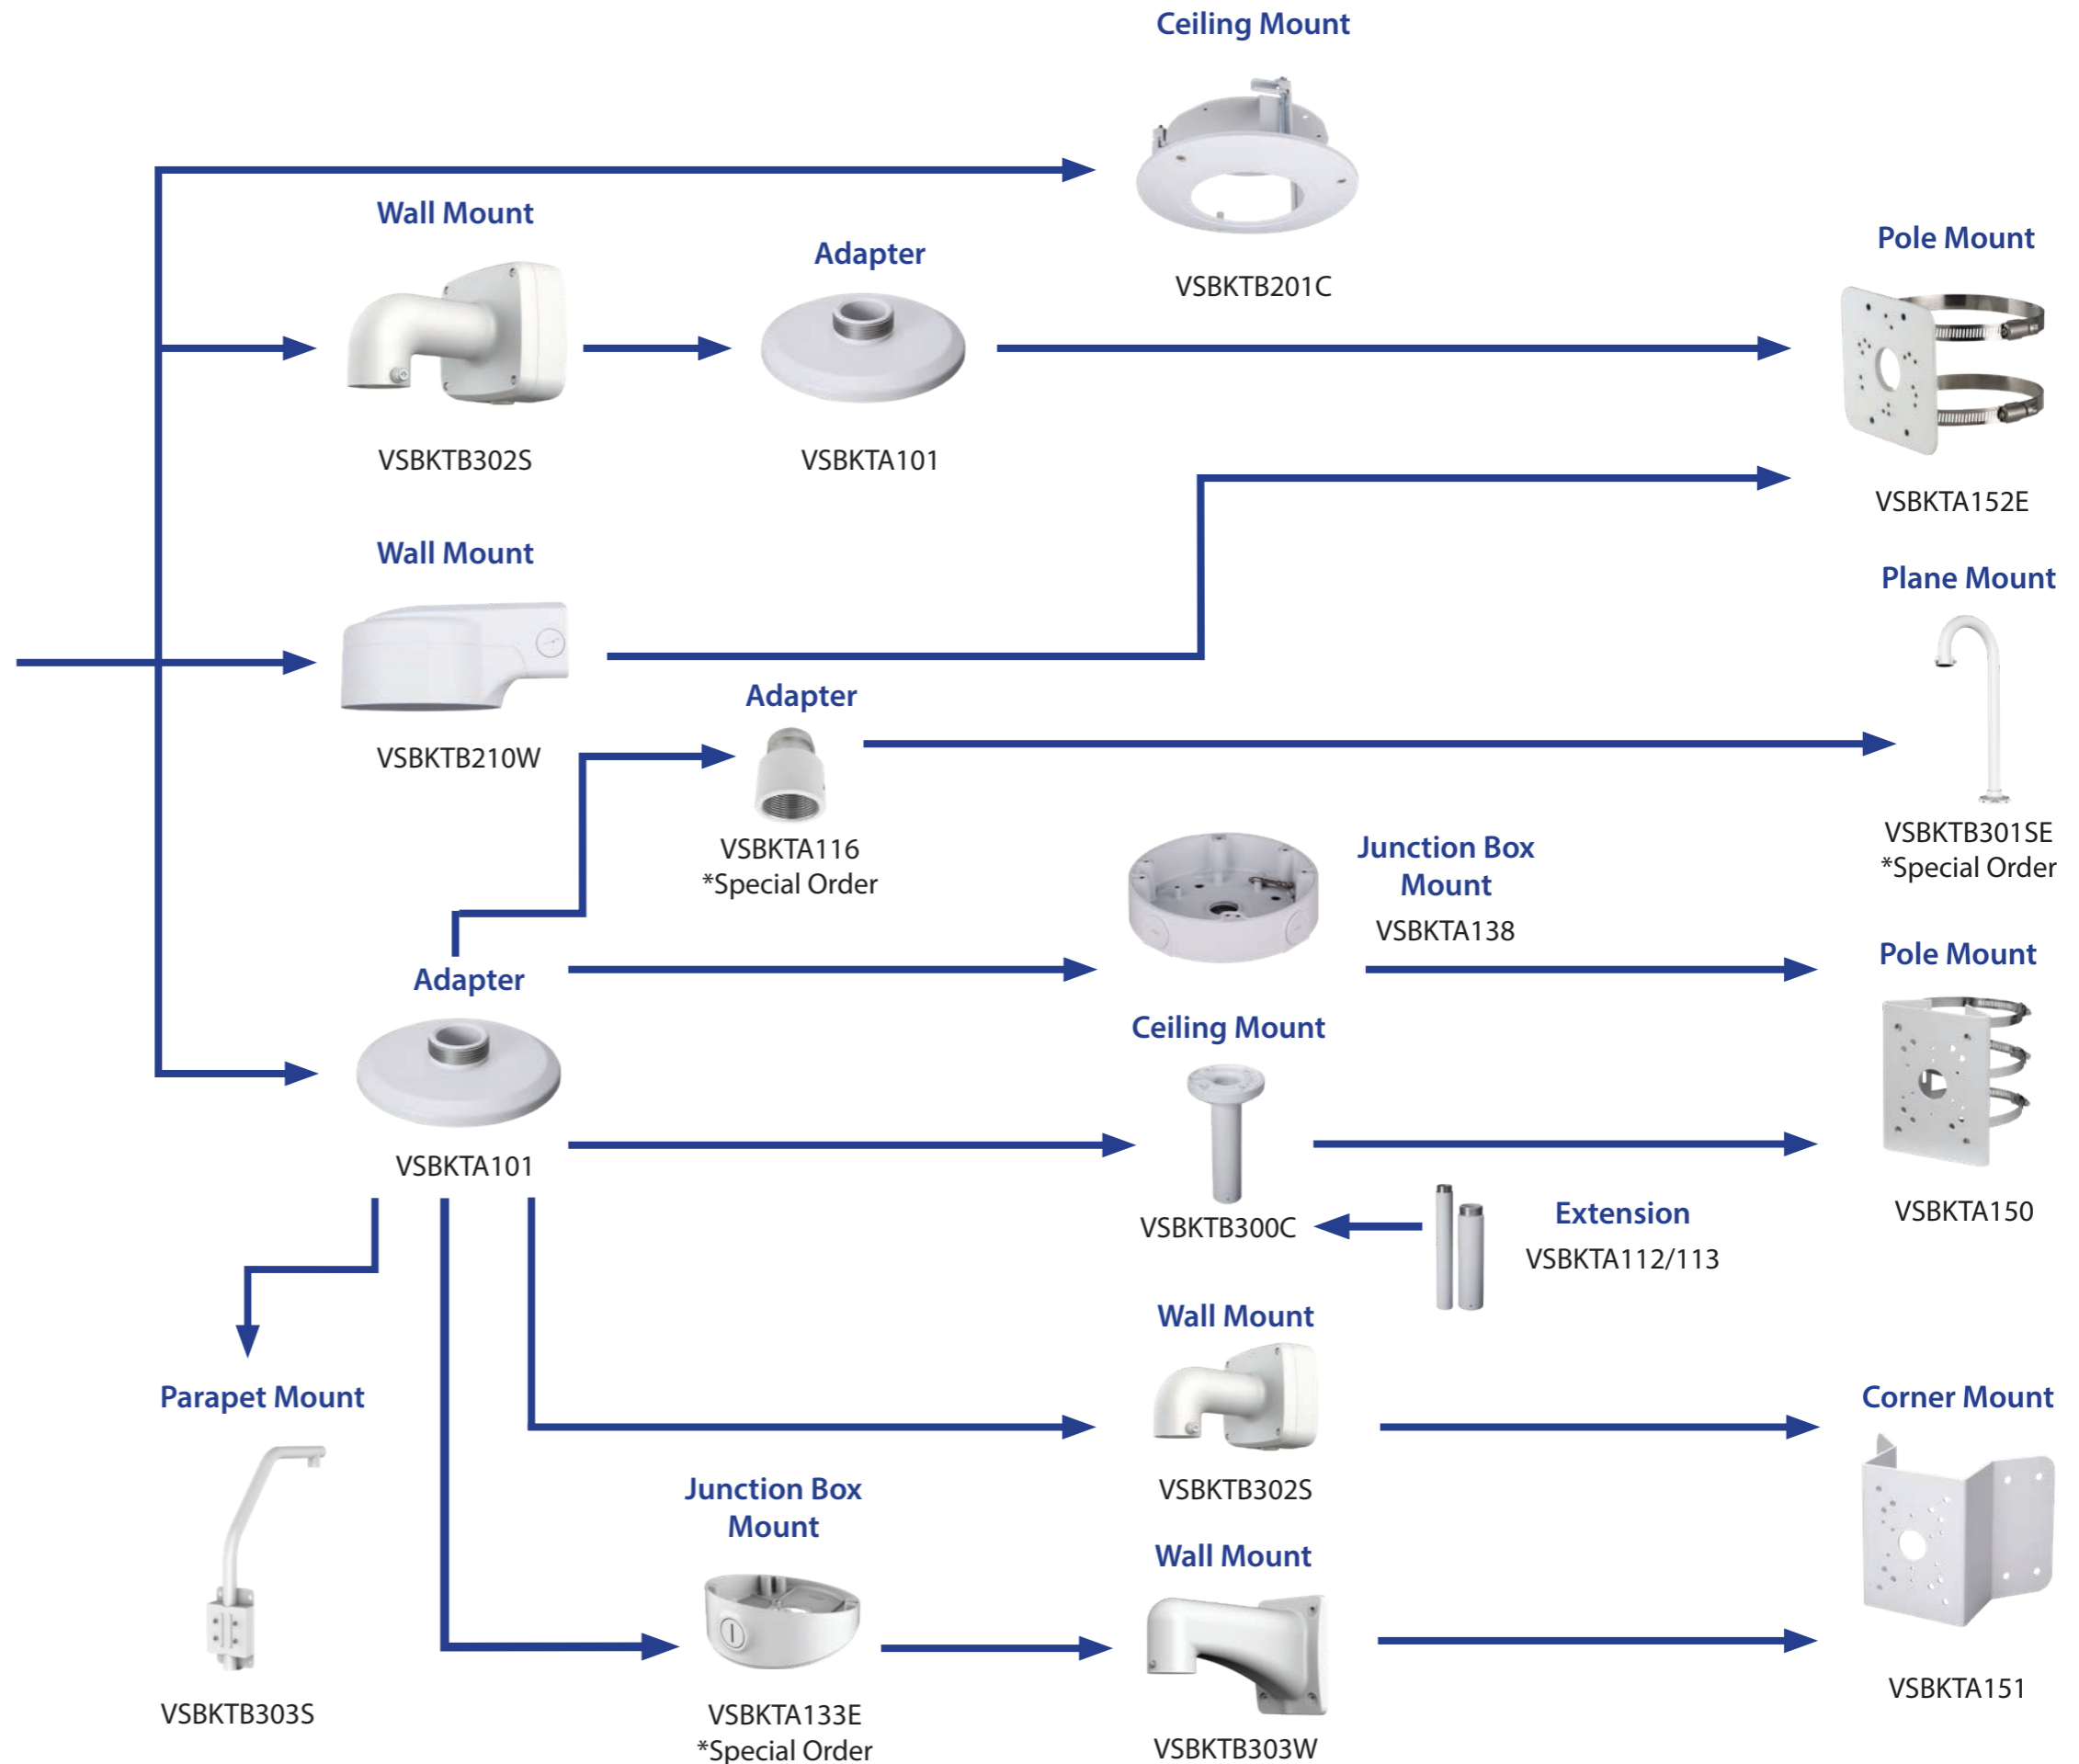 Ceiling Mount
VSBKTB201C
Wall Mount
VSBKTB302S
Adapter
VSBKTA101
Pole Mount
VSBKTA152E
Wall Mount
VSBKTB210W
Plane Mount
VSBKTB301SE
*Special Order
Adapter
VSBKTA116
*Special Order
Junction Box
Mount
VSBKTA138
Pole Mount
VSBKTA150
Adapter
VSBKTA101
Ceiling Mount
VSBKTB300C
Extension
VSBKTA112/113
Wall Mount
VSBKTB302S
Parapet Mount
VSBKTB303S
Corner Mount
VSBKTA151
Junction Box
Mount
VSBKTA133E
*Special Order
Wall Mount
VSBKTB303W